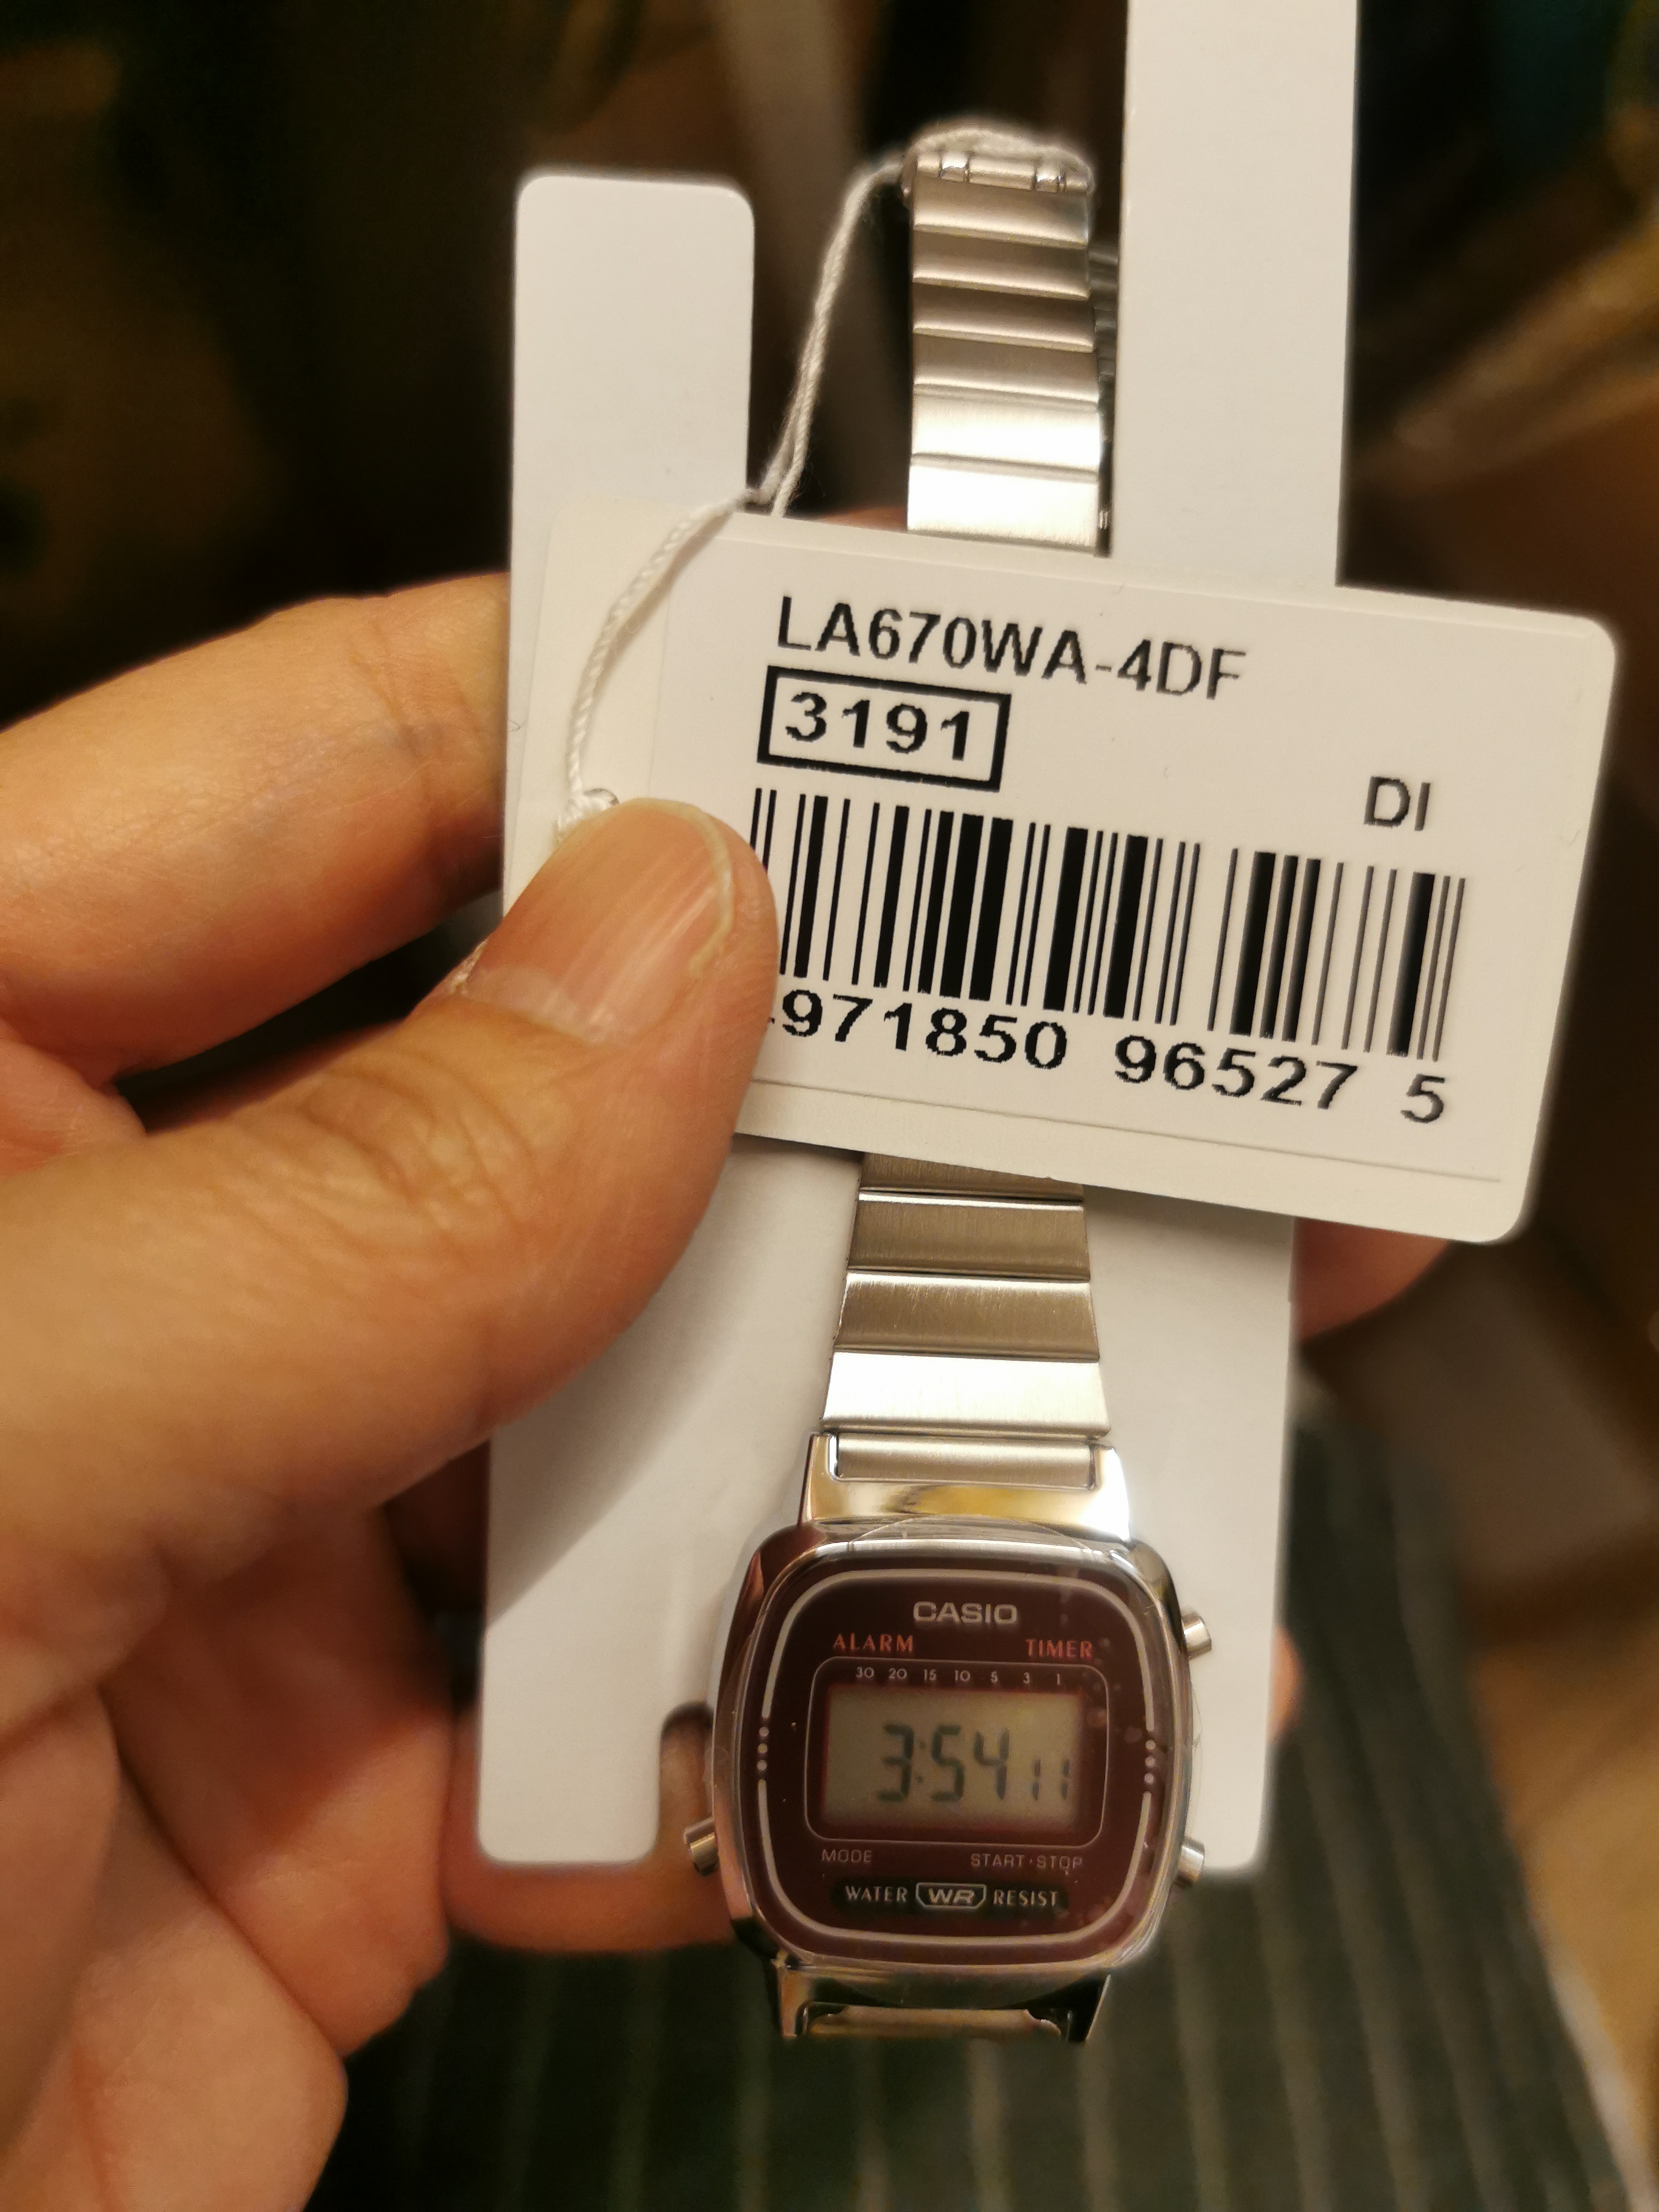 LA670WA-4DF
3191
DI
971850 96527 5
CASIO
ALARM TIMER
30 20 15 10 5 3 1
3:54 11
MODE START·STOP
WATER WR RESIST